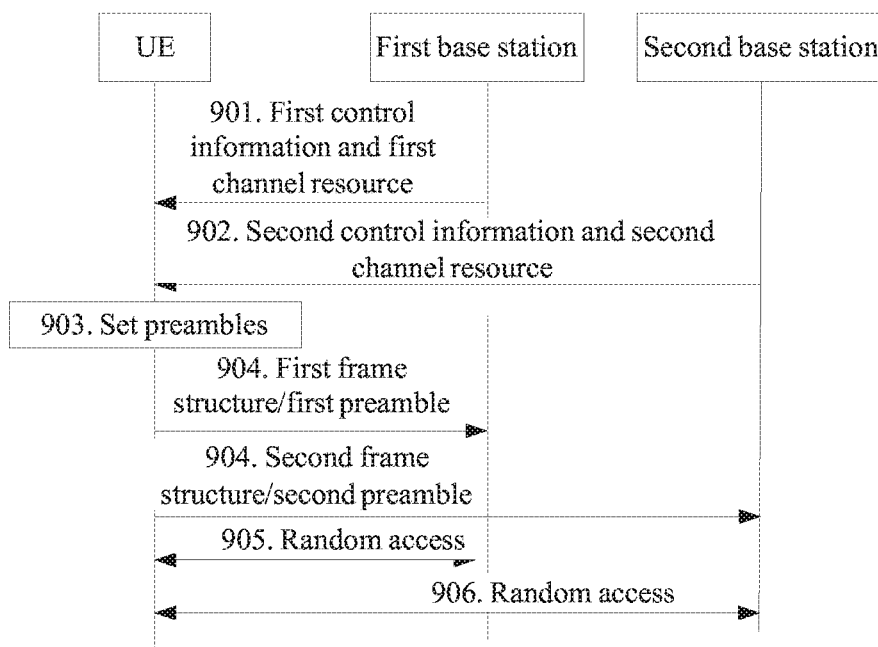 UE
First base station
Second base station
901. First control
information and first
channel resource
902. Second control information and second
channel resource
903. Set preambles
904. First frame
structure/first preamble
904. Second frame
structure/second preamble
905. Random access
906. Random access